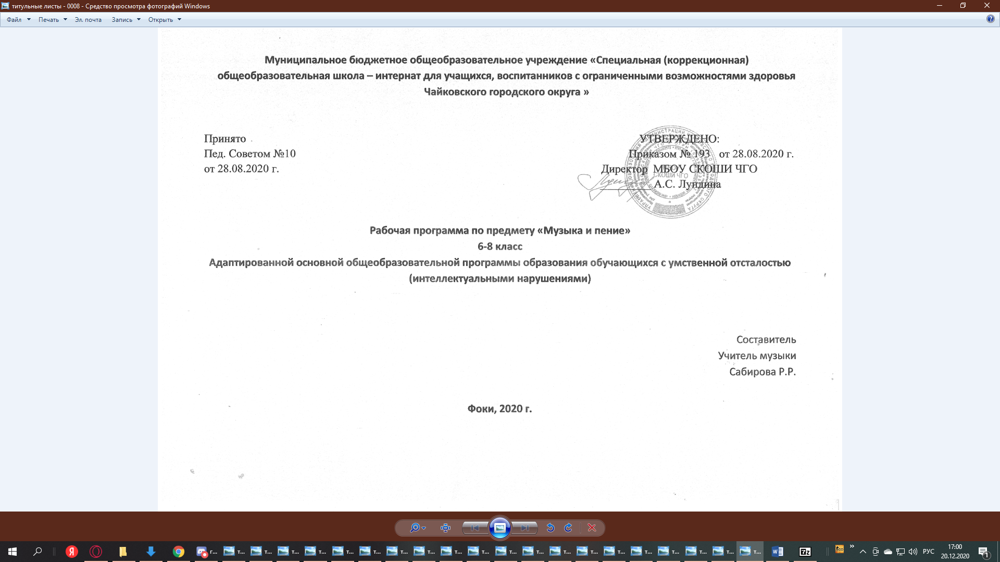 титульные листы - 0008 - Средство просмотра фотографий Windows
Файл Печать Эл. почта Запись Открыть
Муниципальное бюджетное общеобразовательное учреждение «Специальная (коррекционная)
общеобразовательная школа – интернат для учащихся, воспитанников с ограниченными возможностями здоровья
Чайковского городского округа »
Принято
Пед. Советом №10
от 28.08.2020 г.
УТВЕРЖДЕНО:
Приказом № 193 от 28.08.2020 г.
Директор МБОУ СКОШИ ЧГО
А.С. Лундина
Рабочая программа по предмету «Музыка и пение»
6-8 класс
Адаптированной основной общеобразовательной программы образования обучающихся с умственной отсталостью
(интеллектуальными нарушениями)
Составитель
Учитель музыки
Сабирова Р.Р.
Фоки, 2020 г.
Г... Т... Т... Т... Т... Т... Т... Т... Т... Т... Т... Т... Т... Т... Т... Т... Т... Т... Т... Т... Т...
РУС
17:00
20.12.2020